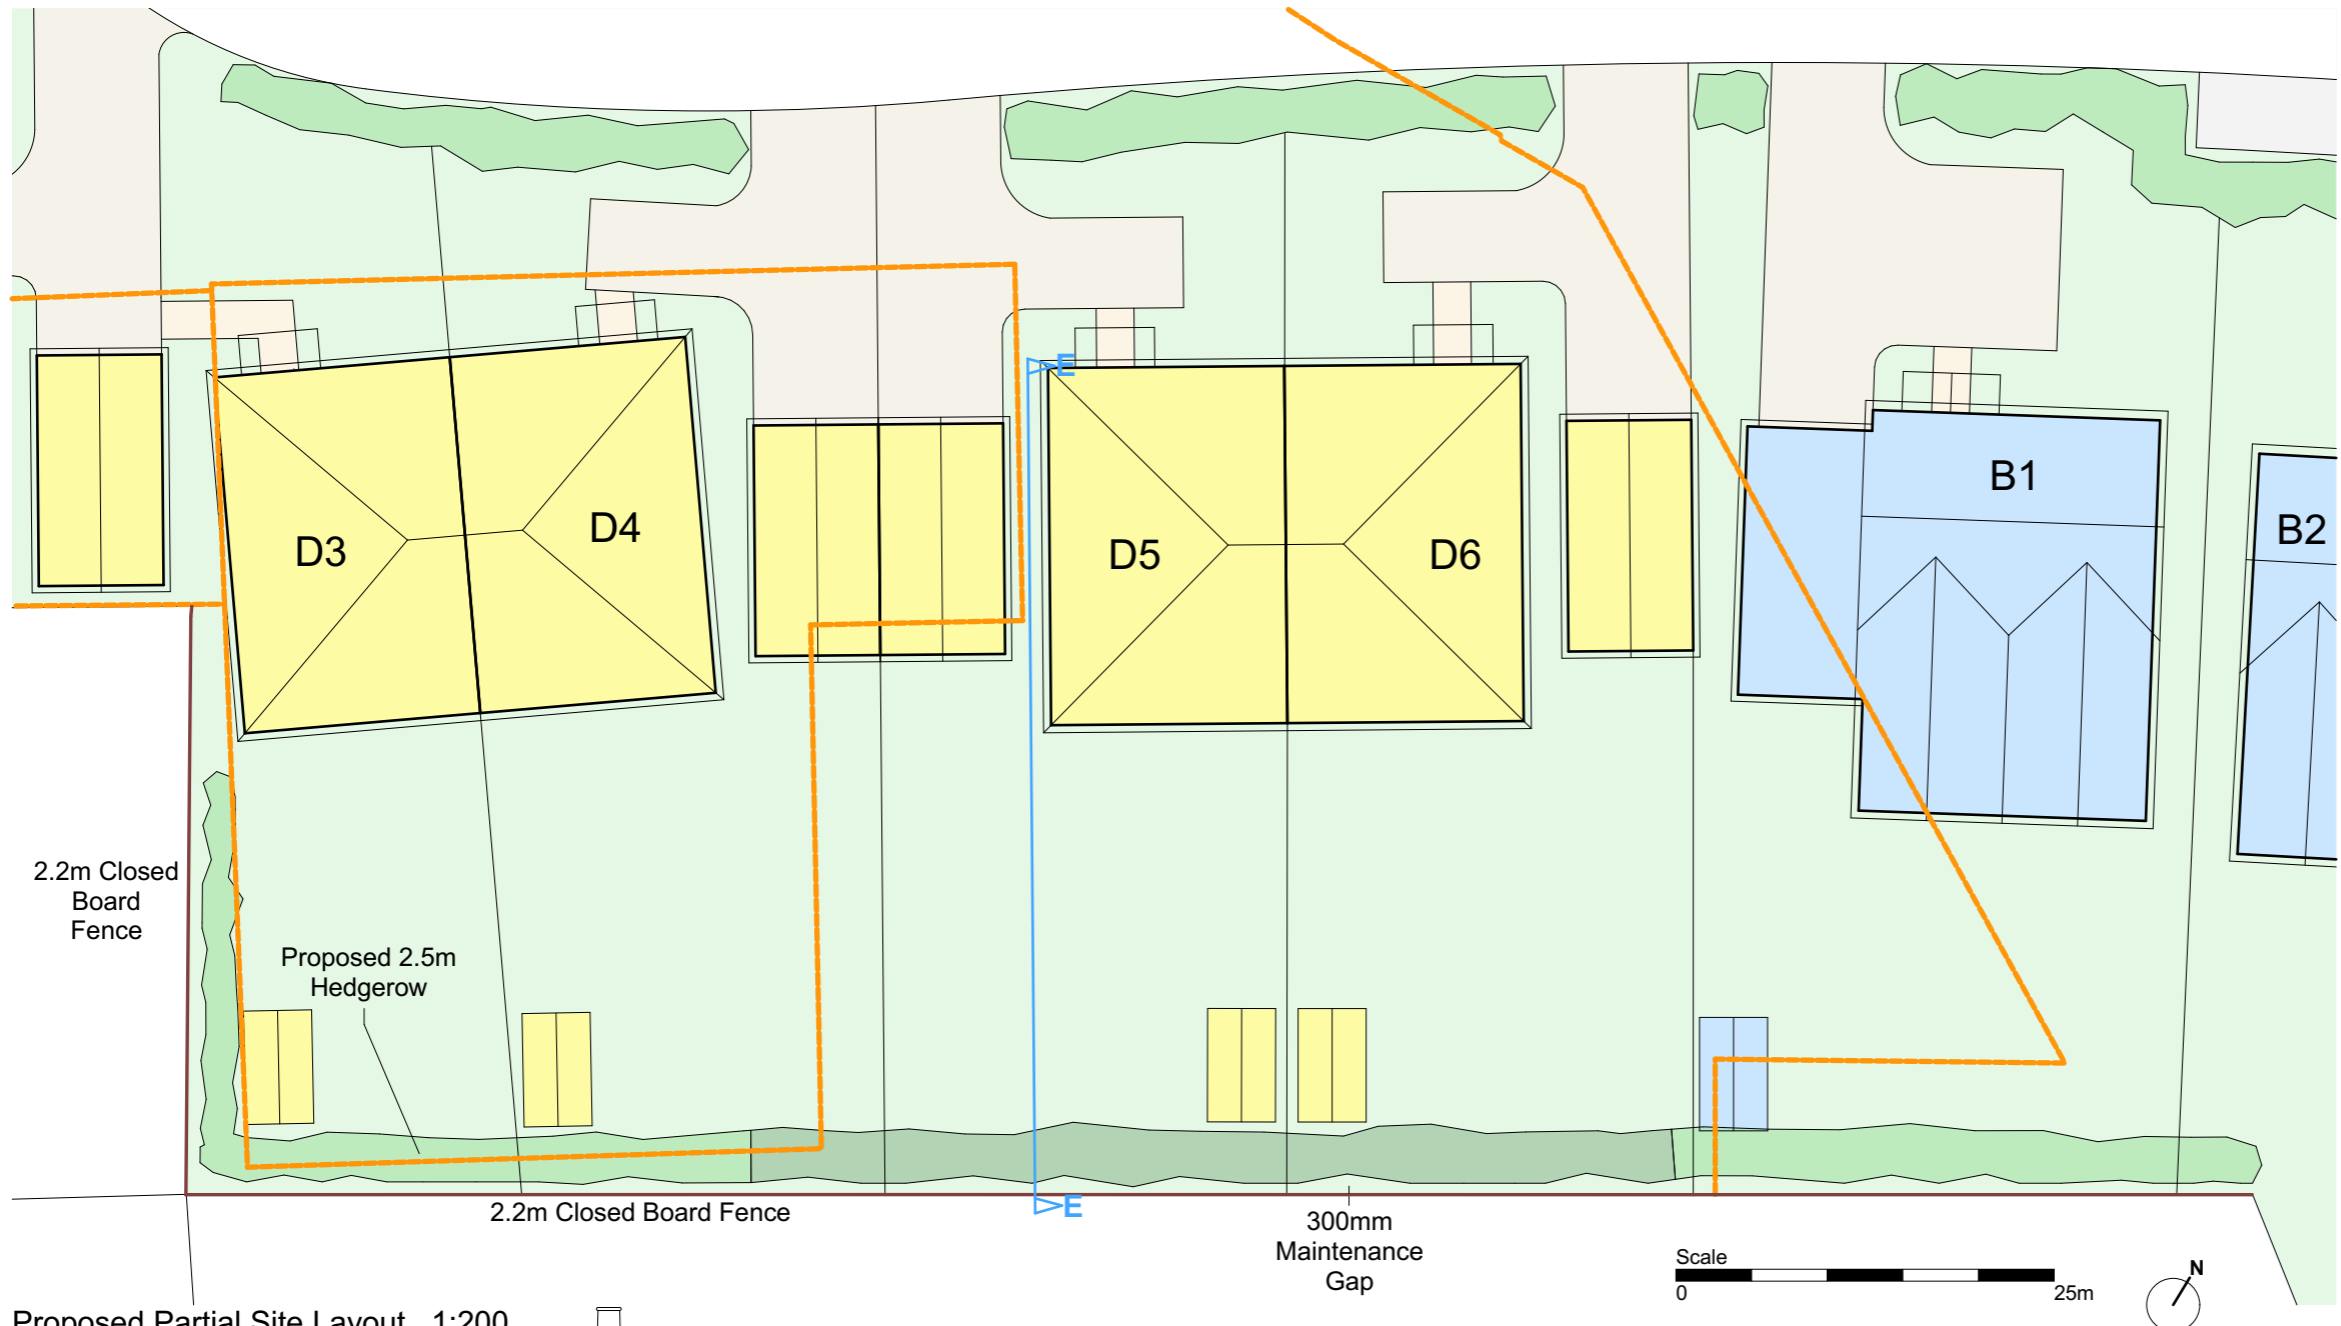 E
B1
B2
D3
D4
D5
D6
2.2m Closed
Board
Fence
Proposed 2.5m
Hedgerow
E
2.2m Closed Board Fence
300mm
Maintenance
Gap
Scale
0
25m
N
Proposed Partial Site Layout 1:200